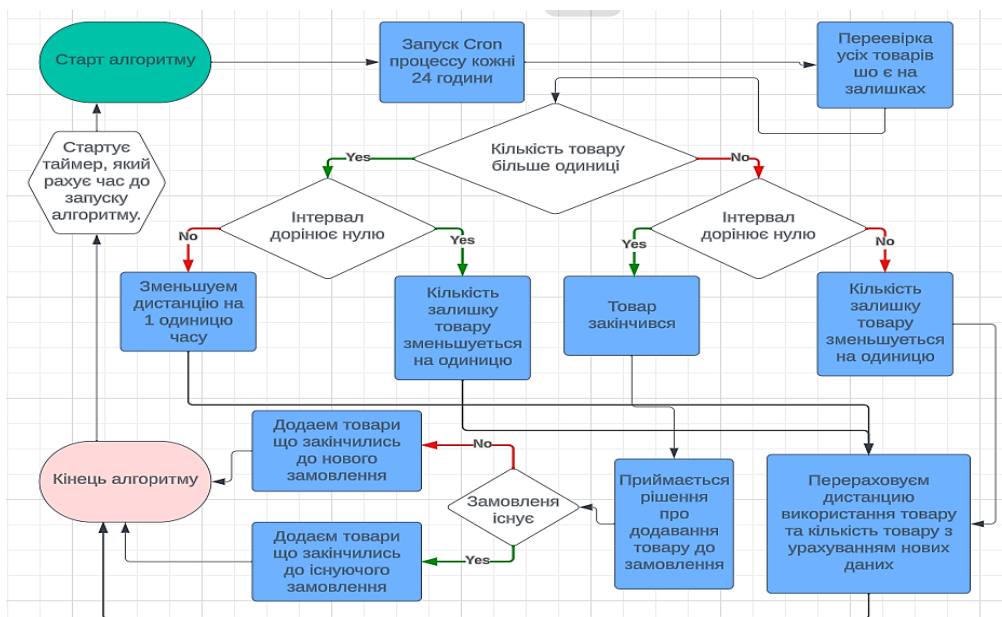 Старт алгоритму
Запуск Cron
процессу кожні
24 години
Переевірка
усіх товарів
шо є на
залишках
Стартує
таймер, який
рахує час до
запуску
алгоритму.
Кількість товару
більше одиниці
Yes
No
Інтервал
дорінює нулю
Інтервал
дорінює нулю
No
Yes
Yes
No
Зменьшуем
дистанцію на
1 одиницю
часу
Кількість
залишку
товару
зменьшуеться
на одиницю
Товар
закінчився
Кількість
залишку
товару
зменьшуеться
на одиницю
Додаем товари
що закінчились
до нового
замовлення
No
Кінець алгоритму
Замовленя
існує
Приймається
рішення
про
додавання
товару до
замовлення
Перераховуєм
дистанцію
використання товару
та кількість товару з
урахуванням нових
даних
Додаєм товари
що закінчились
до існуючого
замовлення
Yes